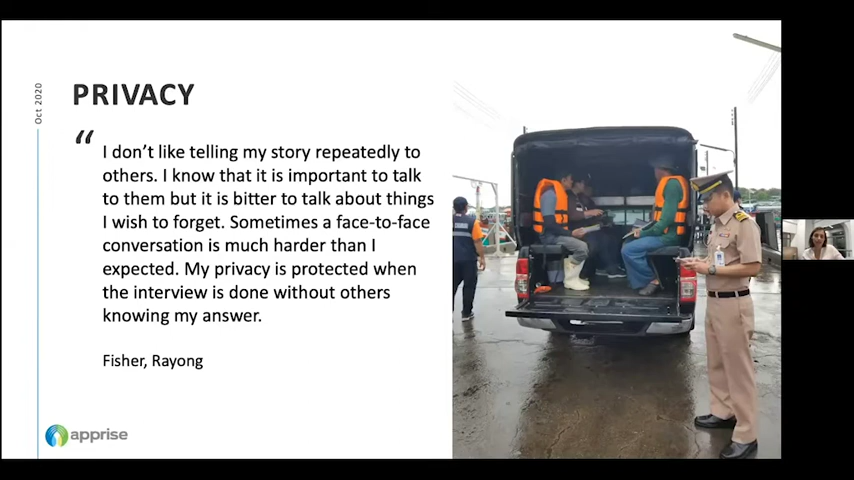 Oct 2020
PRIVACY
“
I don't like telling my story repeatedly to
others. I know that it is important to talk
to them but it is bitter to talk about things
I wish to forget. Sometimes a face-to-face
conversation is much harder than I
expected. My privacy is protected when
the interview is done without others
knowing my answer.
Fisher, Rayong
apprise